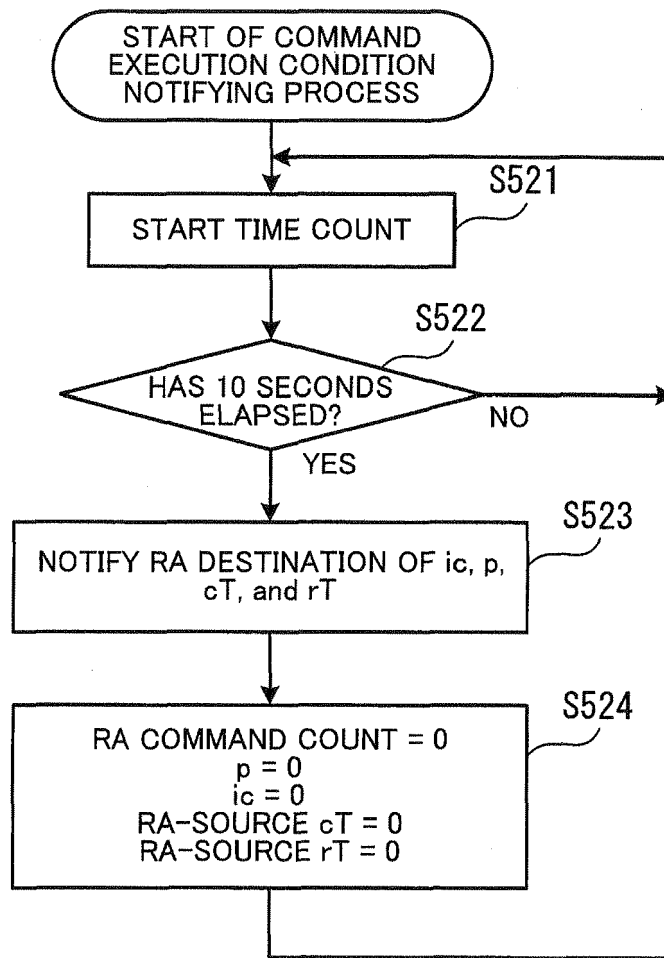 START OF COMMAND
EXECUTION CONDITION
NOTIFYING PROCESS
S521
START TIME COUNT
S522
HAS 10 SECONDS
ELAPSED?
NO
YES
S523
NOTIFY RA DESTINATION OF ic, p,
cT, and rT
S524
RA COMMAND COUNT = 0
p = 0
ic = 0
RA-SOURCE cT = 0
RA-SOURCE rT = 0